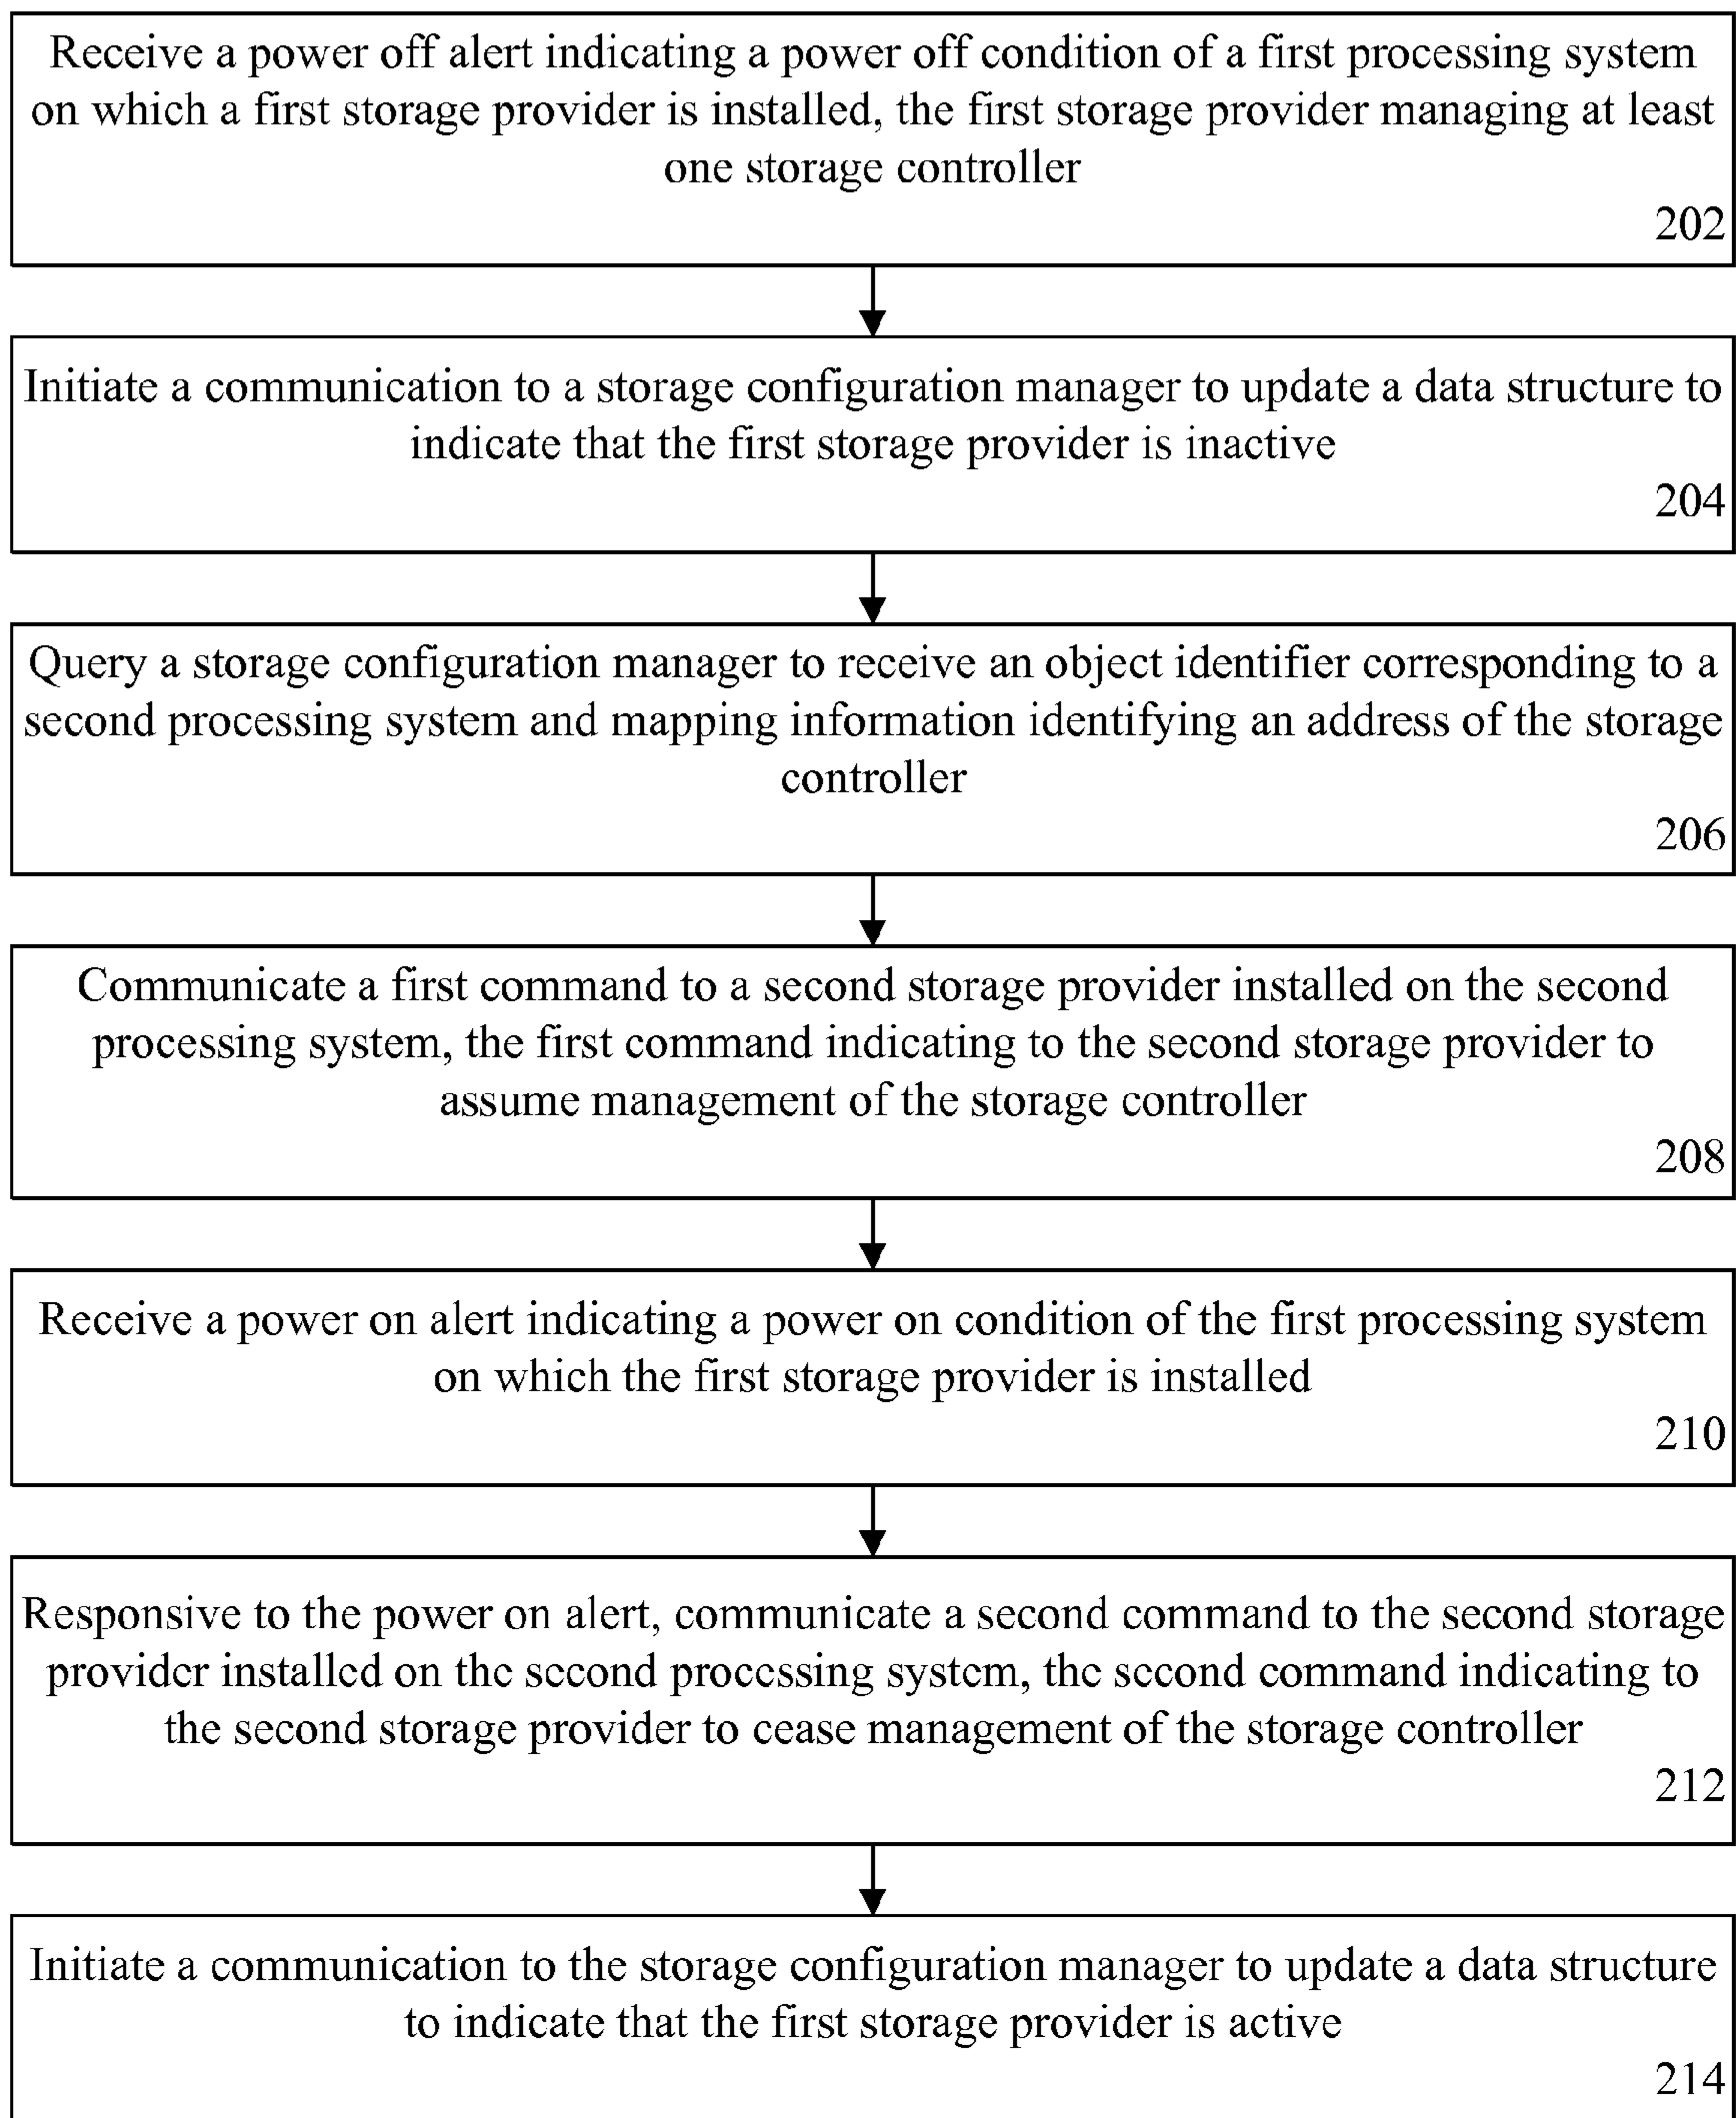 Receive a power off alert indicating a power off condition of a first processing system
on which a first storage provider is installed, the first storage provider managing at least
one storage controller
202
Initiate a communication to a storage configuration manager to update a data structure to
indicate that the first storage provider is inactive
204
Query a storage configuration manager to receive an object identifier corresponding to a
second processing system and mapping information identifying an address of the storage
controller
206
Communicate a first command to a second storage provider installed on the second
processing system, the first command indicating to the second storage provider to
assume management of the storage controller
208
Receive a power on alert indicating a power on condition of the first processing system
on which the first storage provider is installed
210
Responsive to the power on alert, communicate a second command to the second storage
provider installed on the second processing system, the second command indicating to
the second storage provider to cease management of the storage controller
212
Initiate a communication to the storage configuration manager to update a data structure
to indicate that the first storage provider is active
214